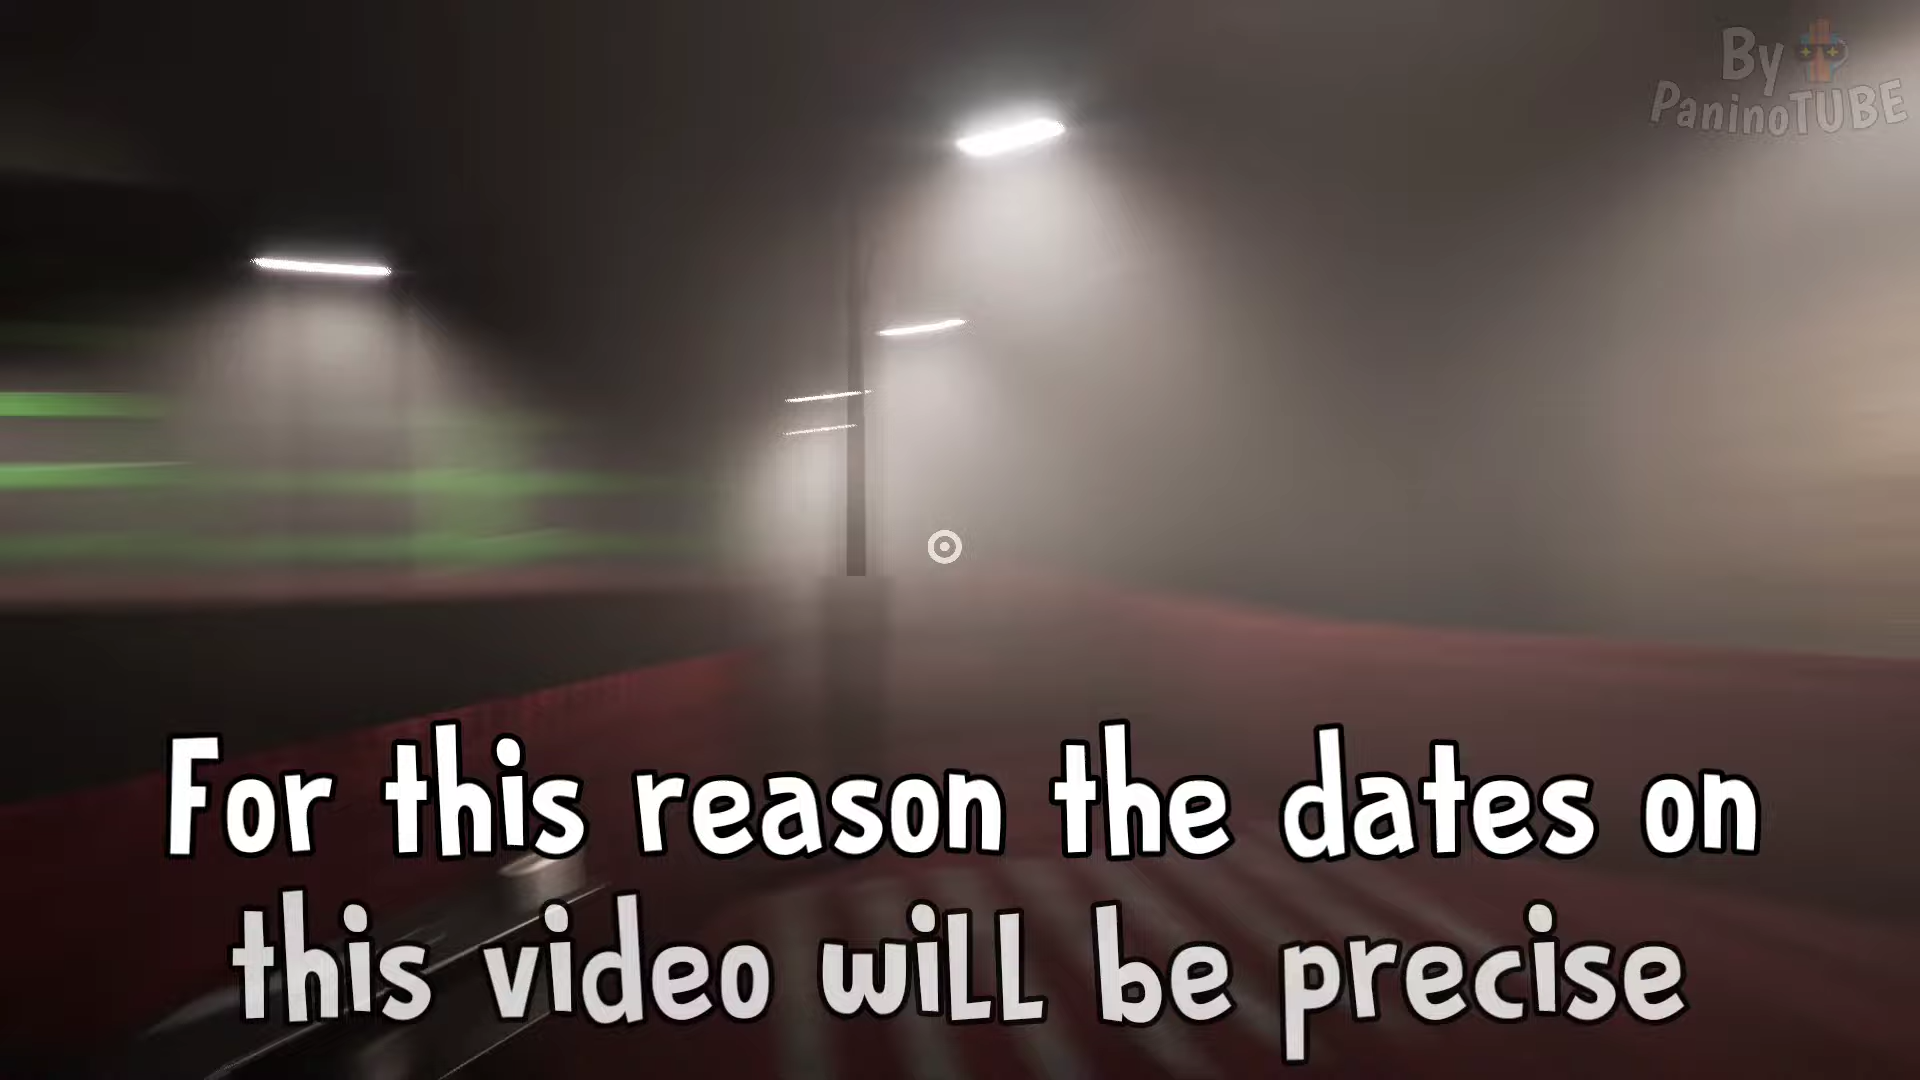 By
PaninoTUBE
For this reason the dates on
this video will be precise